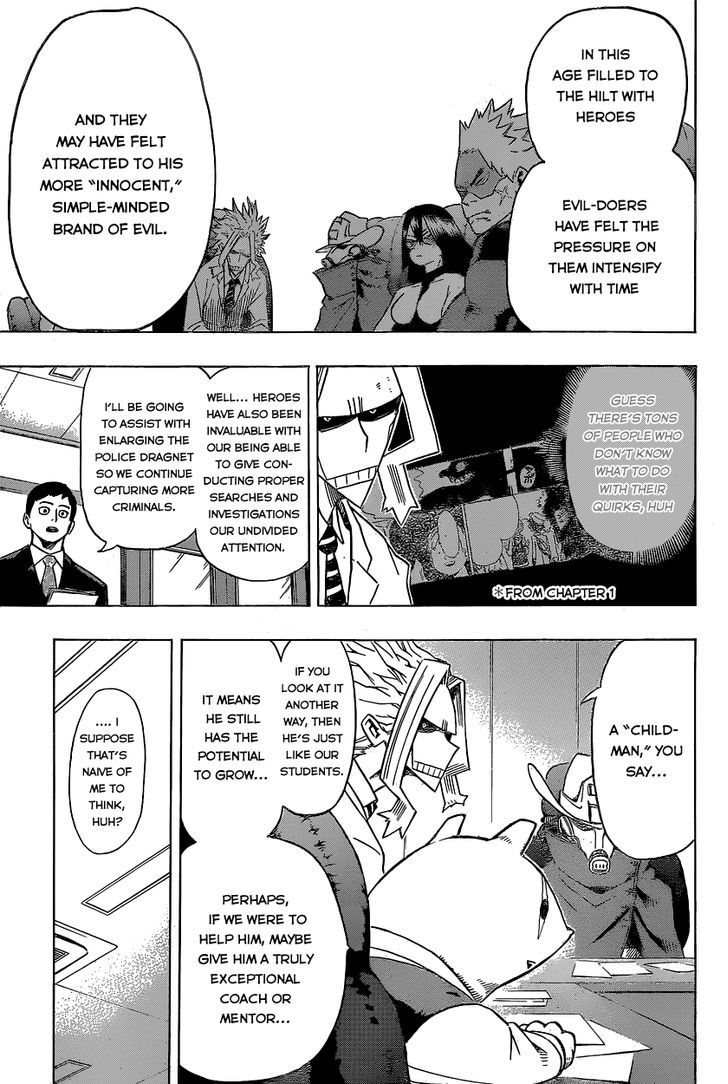 IN THIS
AGE FILLED TO
THE HILT WITH
HEROES
EVIL-DOERS
HAVE FELT THE
PRESSURE ON
THEM INTENSIFY
WITH TIME
AND THEY
MAY HAVE FELT
ATTRACTED TO HIS
MORE "INNOCENT,"
SIMPLE-MINDED
BRAND OF EVIL.
GUESS
THERE'S TONS
OF PEOPLE WHO
DON'T KNOW
WHAT TO DO
WITH THEIR
QUIRKS, HUH
*FROM CHAPTER 1
WELL... HEROES
HAVE ALSO BEEN
INVALUABLE WITH
OUR BEING ABLE
TO GIVE CON-
DUCTING PROPER
SEARCHES AND
INVESTIGATIONS
OUR UNDIVIDED
ATTENTION.
I'LL BE GOING
TO ASSIST WITH
ENLARGING THE
POLICE DRAGNET
SO WE CONTINUE
CAPTURING MORE
CRIMINALS.
A "CHILD-
MAN," YOU
SAY...
IF YOU
LOOK AT IT
ANOTHER
WAY, THEN
HE'S JUST
LIKE OUR
STUDENTS.
IT MEANS
HE STILL
HAS THE
POTENTIAL
TO GROW...
PERHAPS,
IF WE WERE TO
HELP HIM, MAYBE
GIVE HIM A TRULY
EXCEPTIONAL
COACH OR
MENTOR...
.... I
SUPPOSE
THAT'S
NAIVE OF
ME TO
THINK,
HUH?